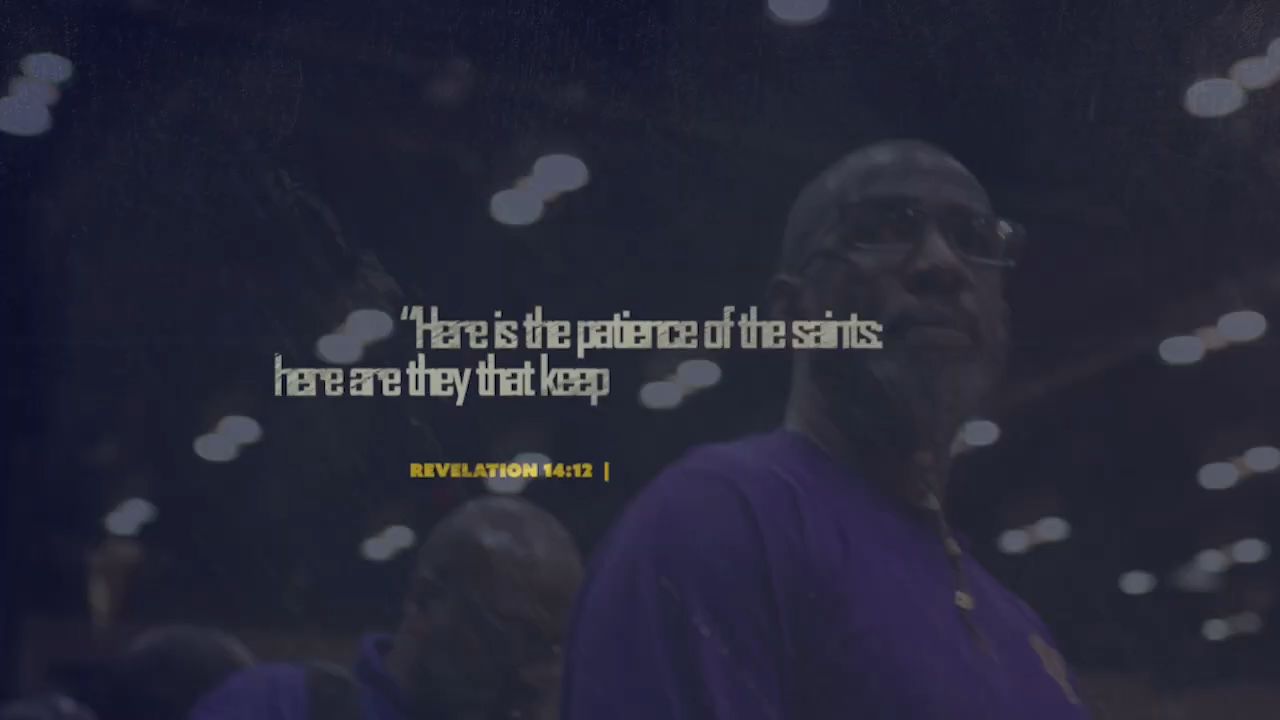 “Here is the patience of the saints:
here are they that keep
REVELATION 14:12 |